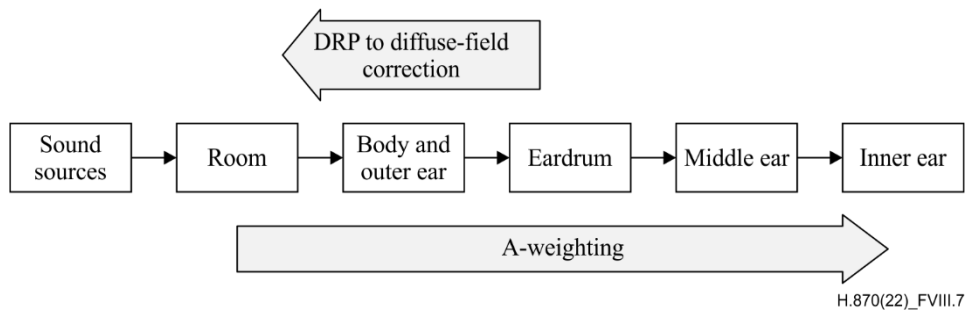 DRP to diffuse-field
correction
Sound
sources
Room
Body and
outer ear
Eardrum
Middle ear
Inner ear
A-weighting
H.870(22)_FVIII.7